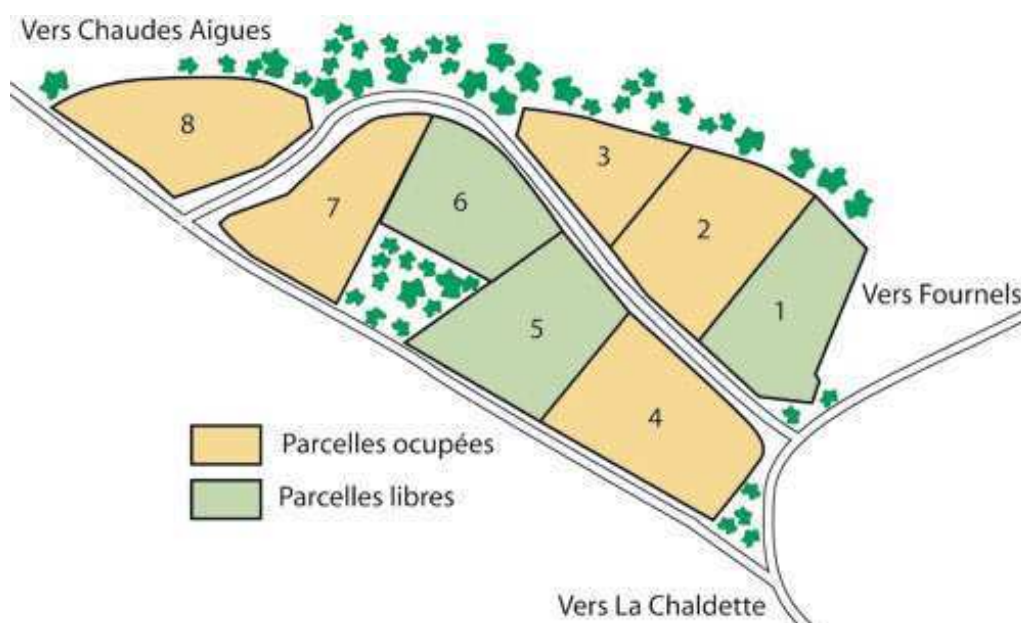 Vers Chaudes Aigues
8
3
7
6
2
1
Vers Fournels
5
4
Parcelles ocupées
Parcelles libres
Vers La Chaldette